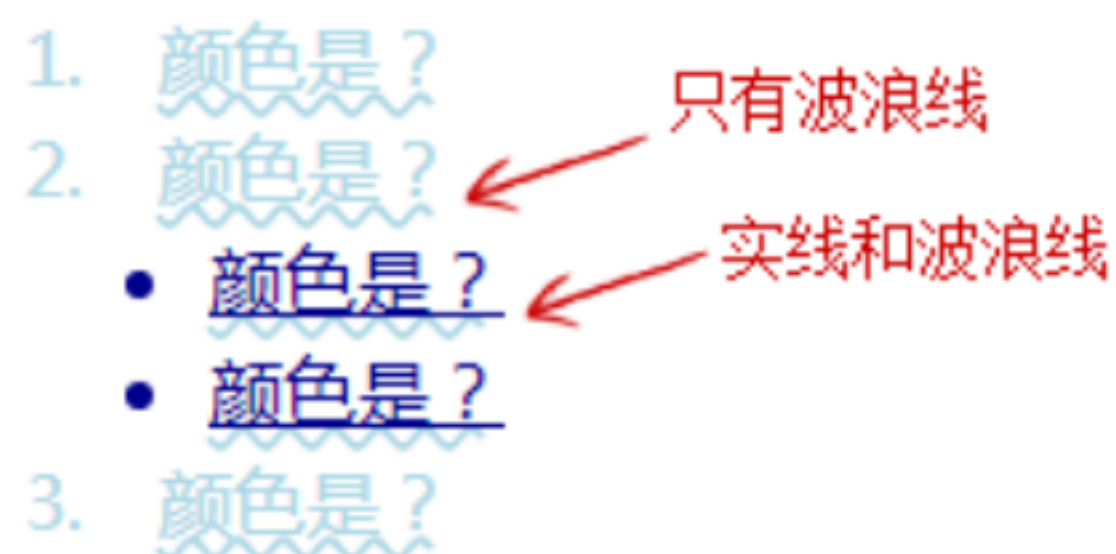 1. 颜色是？
只有波浪线
2. 颜色是？
实线和波浪线
• 颜色是？
• 颜色是？
3. 颜色是？